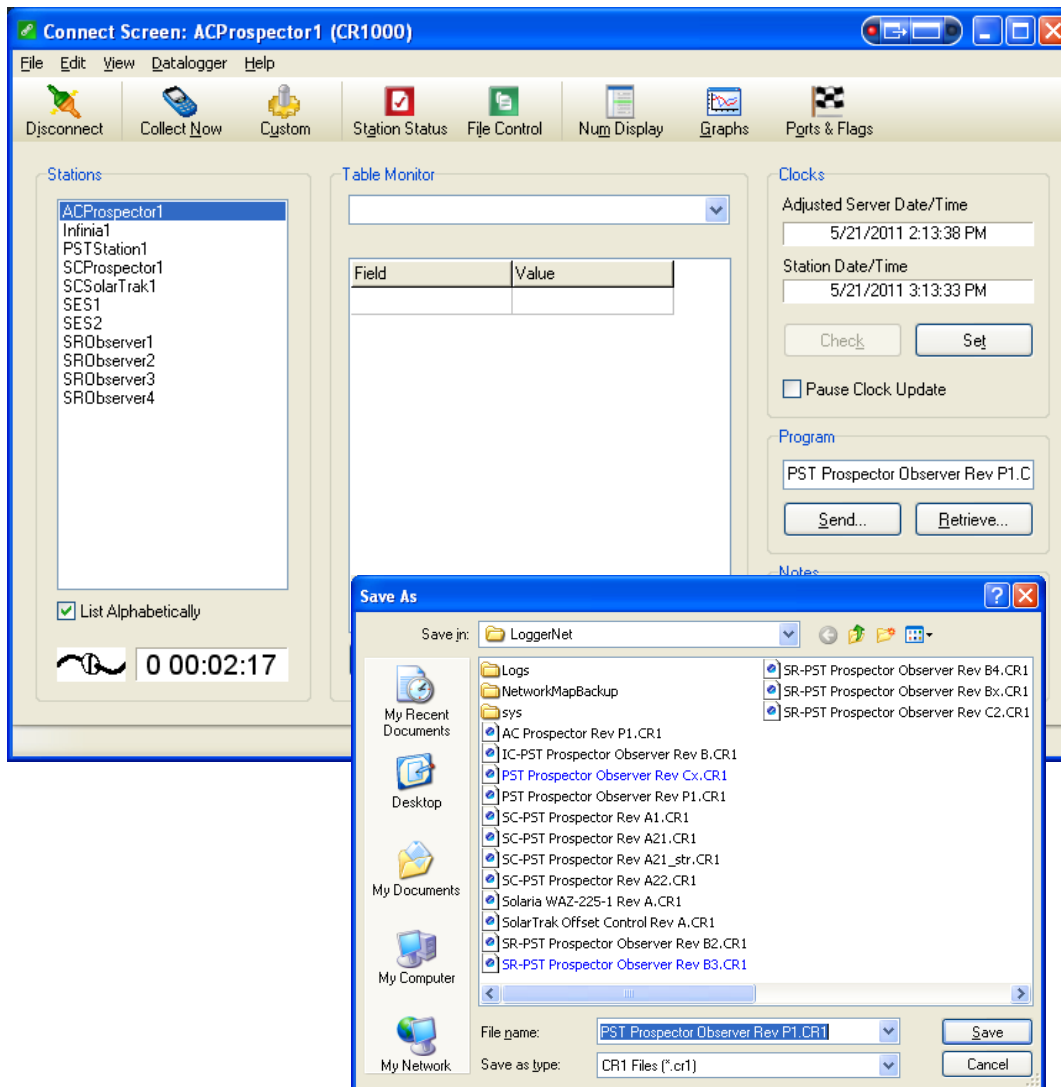 Connect Screen: ACProspector1 (CR1000)
File Edit View Datalogger Help
Disconnect Collect Now Custom Station Status File Control Num Display Graphs Ports & Flags
Stations
ACProspector1
Infinia1
PSTStation1
SCProspector1
SCSolarTrak1
SES1
SES2
SRObserver1
SRObserver2
SRObserver3
SRObserver4
List Alphabetically
0 00:02:17
Table Monitor
Field Value
Clocks
Adjusted Server Date/Time
5/21/2011 2:13:38 PM
Station Date/Time
5/21/2011 3:13:33 PM
Check Set
Pause Clock Update
Program
PST Prospector Observer Rev P1.C
Send... Retrieve...
Notes
Save As
Save in: LoggerNet
My Recent Documents
Desktop
My Documents
My Computer
My Network
Logs
NetworkMapBackup
sys
AC Prospector Rev P1.CR1
IC-PST Prospector Observer Rev B.CR1
PST Prospector Observer Rev Cx.CR1
PST Prospector Observer Rev P1.CR1
SC-PST Prospector Rev A1.CR1
SC-PST Prospector Rev A21.CR1
SC-PST Prospector Rev A21_str.CR1
SC-PST Prospector Rev A22.CR1
Solaria WAZ-225-1 Rev A.CR1
SolarTrak Offset Control Rev A.CR1
SR-PST Prospector Observer Rev B2.CR1
SR-PST Prospector Observer Rev B3.CR1
SR-PST Prospector Observer Rev B4.CR1
SR-PST Prospector Observer Rev Bx.CR1
SR-PST Prospector Observer Rev C2.CR1
File name: PST Prospector Observer Rev P1.CR1 Save
Save as type: CR1 Files (*.cr1) Cancel